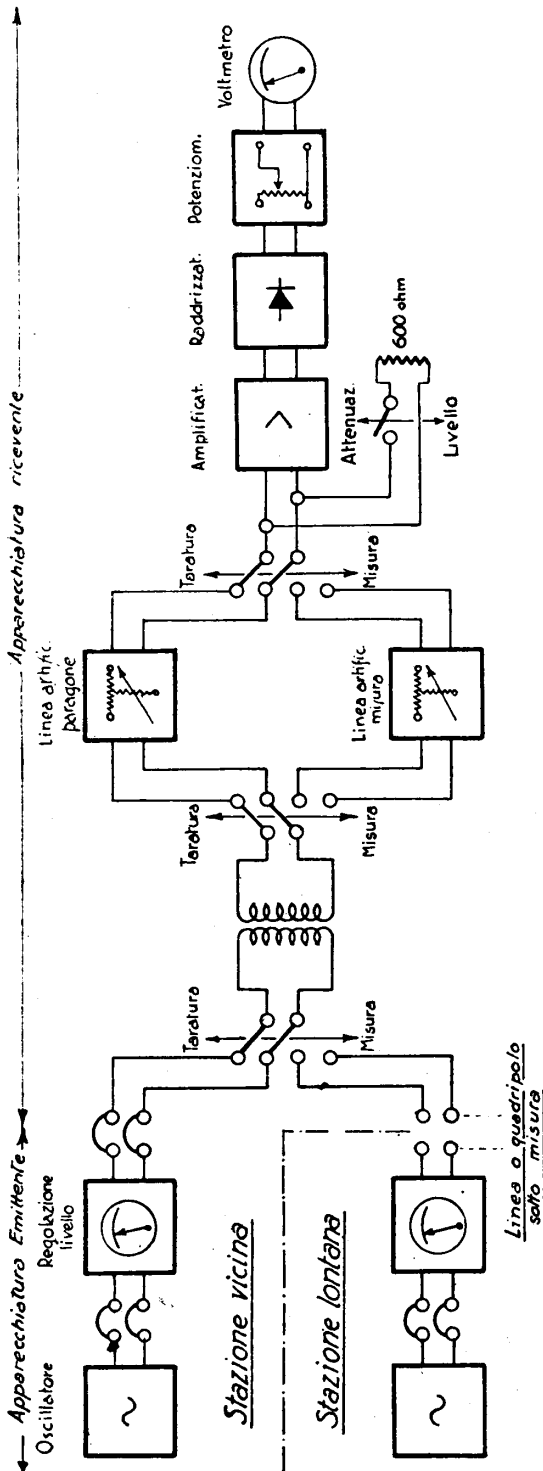 Apparecchiatura Emittente
Apparecchiatura ricevente
Oscillatore
Regolazione
livello
Taratura
Misura
Taratura
Misura
Linea artific.
paragone
Linea artific.
misura
Taratura
Misura
Amplificat.
Raddrizzat.
Potenziom.
Voltmetro
Attenuaz.
Livello
600 ohm
Stazione vicina
Stazione lontana
Linea o quadripolo
sotto misura